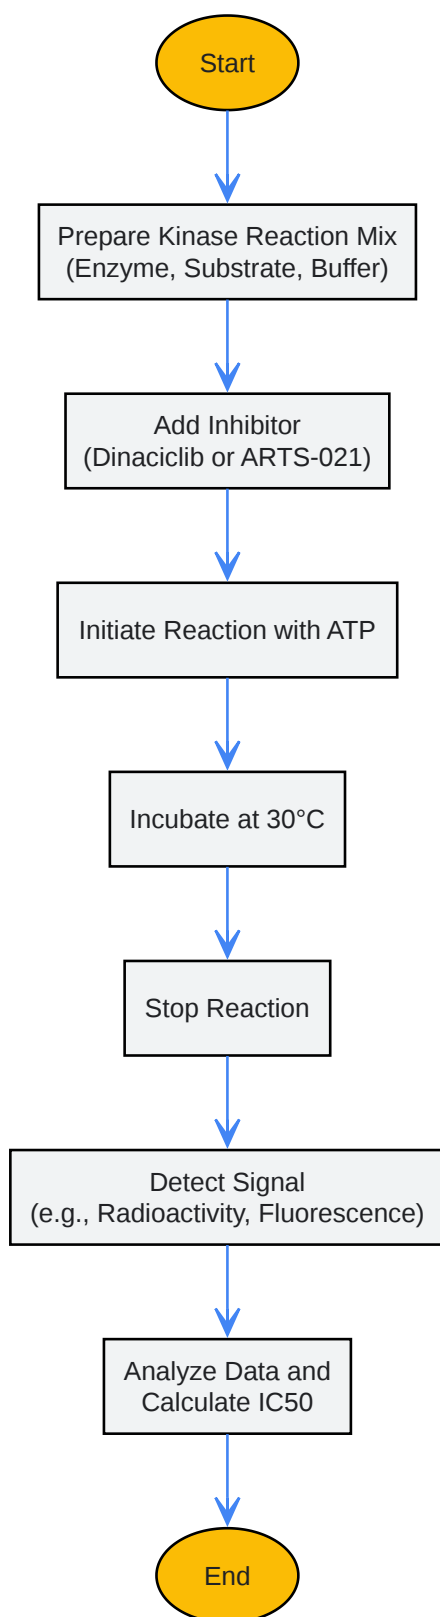 Start
Prepare Kinase Reaction Mix
(Enzyme, Substrate, Buffer)
Add Inhibitor
(Dinaciclib or ARTS-021)
Initiate Reaction with ATP
Incubate at 30°C
Stop Reaction
Detect Signal
(e.g., Radioactivity, Fluorescence)
Analyze Data and
Calculate IC50
End